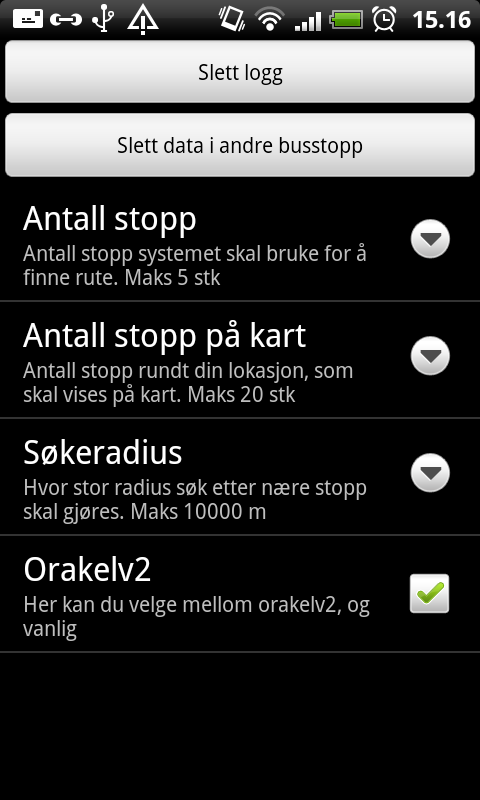 15.16
Slett logg
Slett data i andre busstopp
Antall stopp
Antall stopp systemet skal bruke for å
finne rute. Maks 5 stk
Antall stopp på kart
Antall stopp rundt din lokasjon, som
skal vises på kart. Maks 20 stk
Søkeradius
Hvor stor radius søk etter nære stopp
skal gjøres. Maks 10000 m
Orakelv2
Her kan du velge mellom orakelv2, og
vanlig